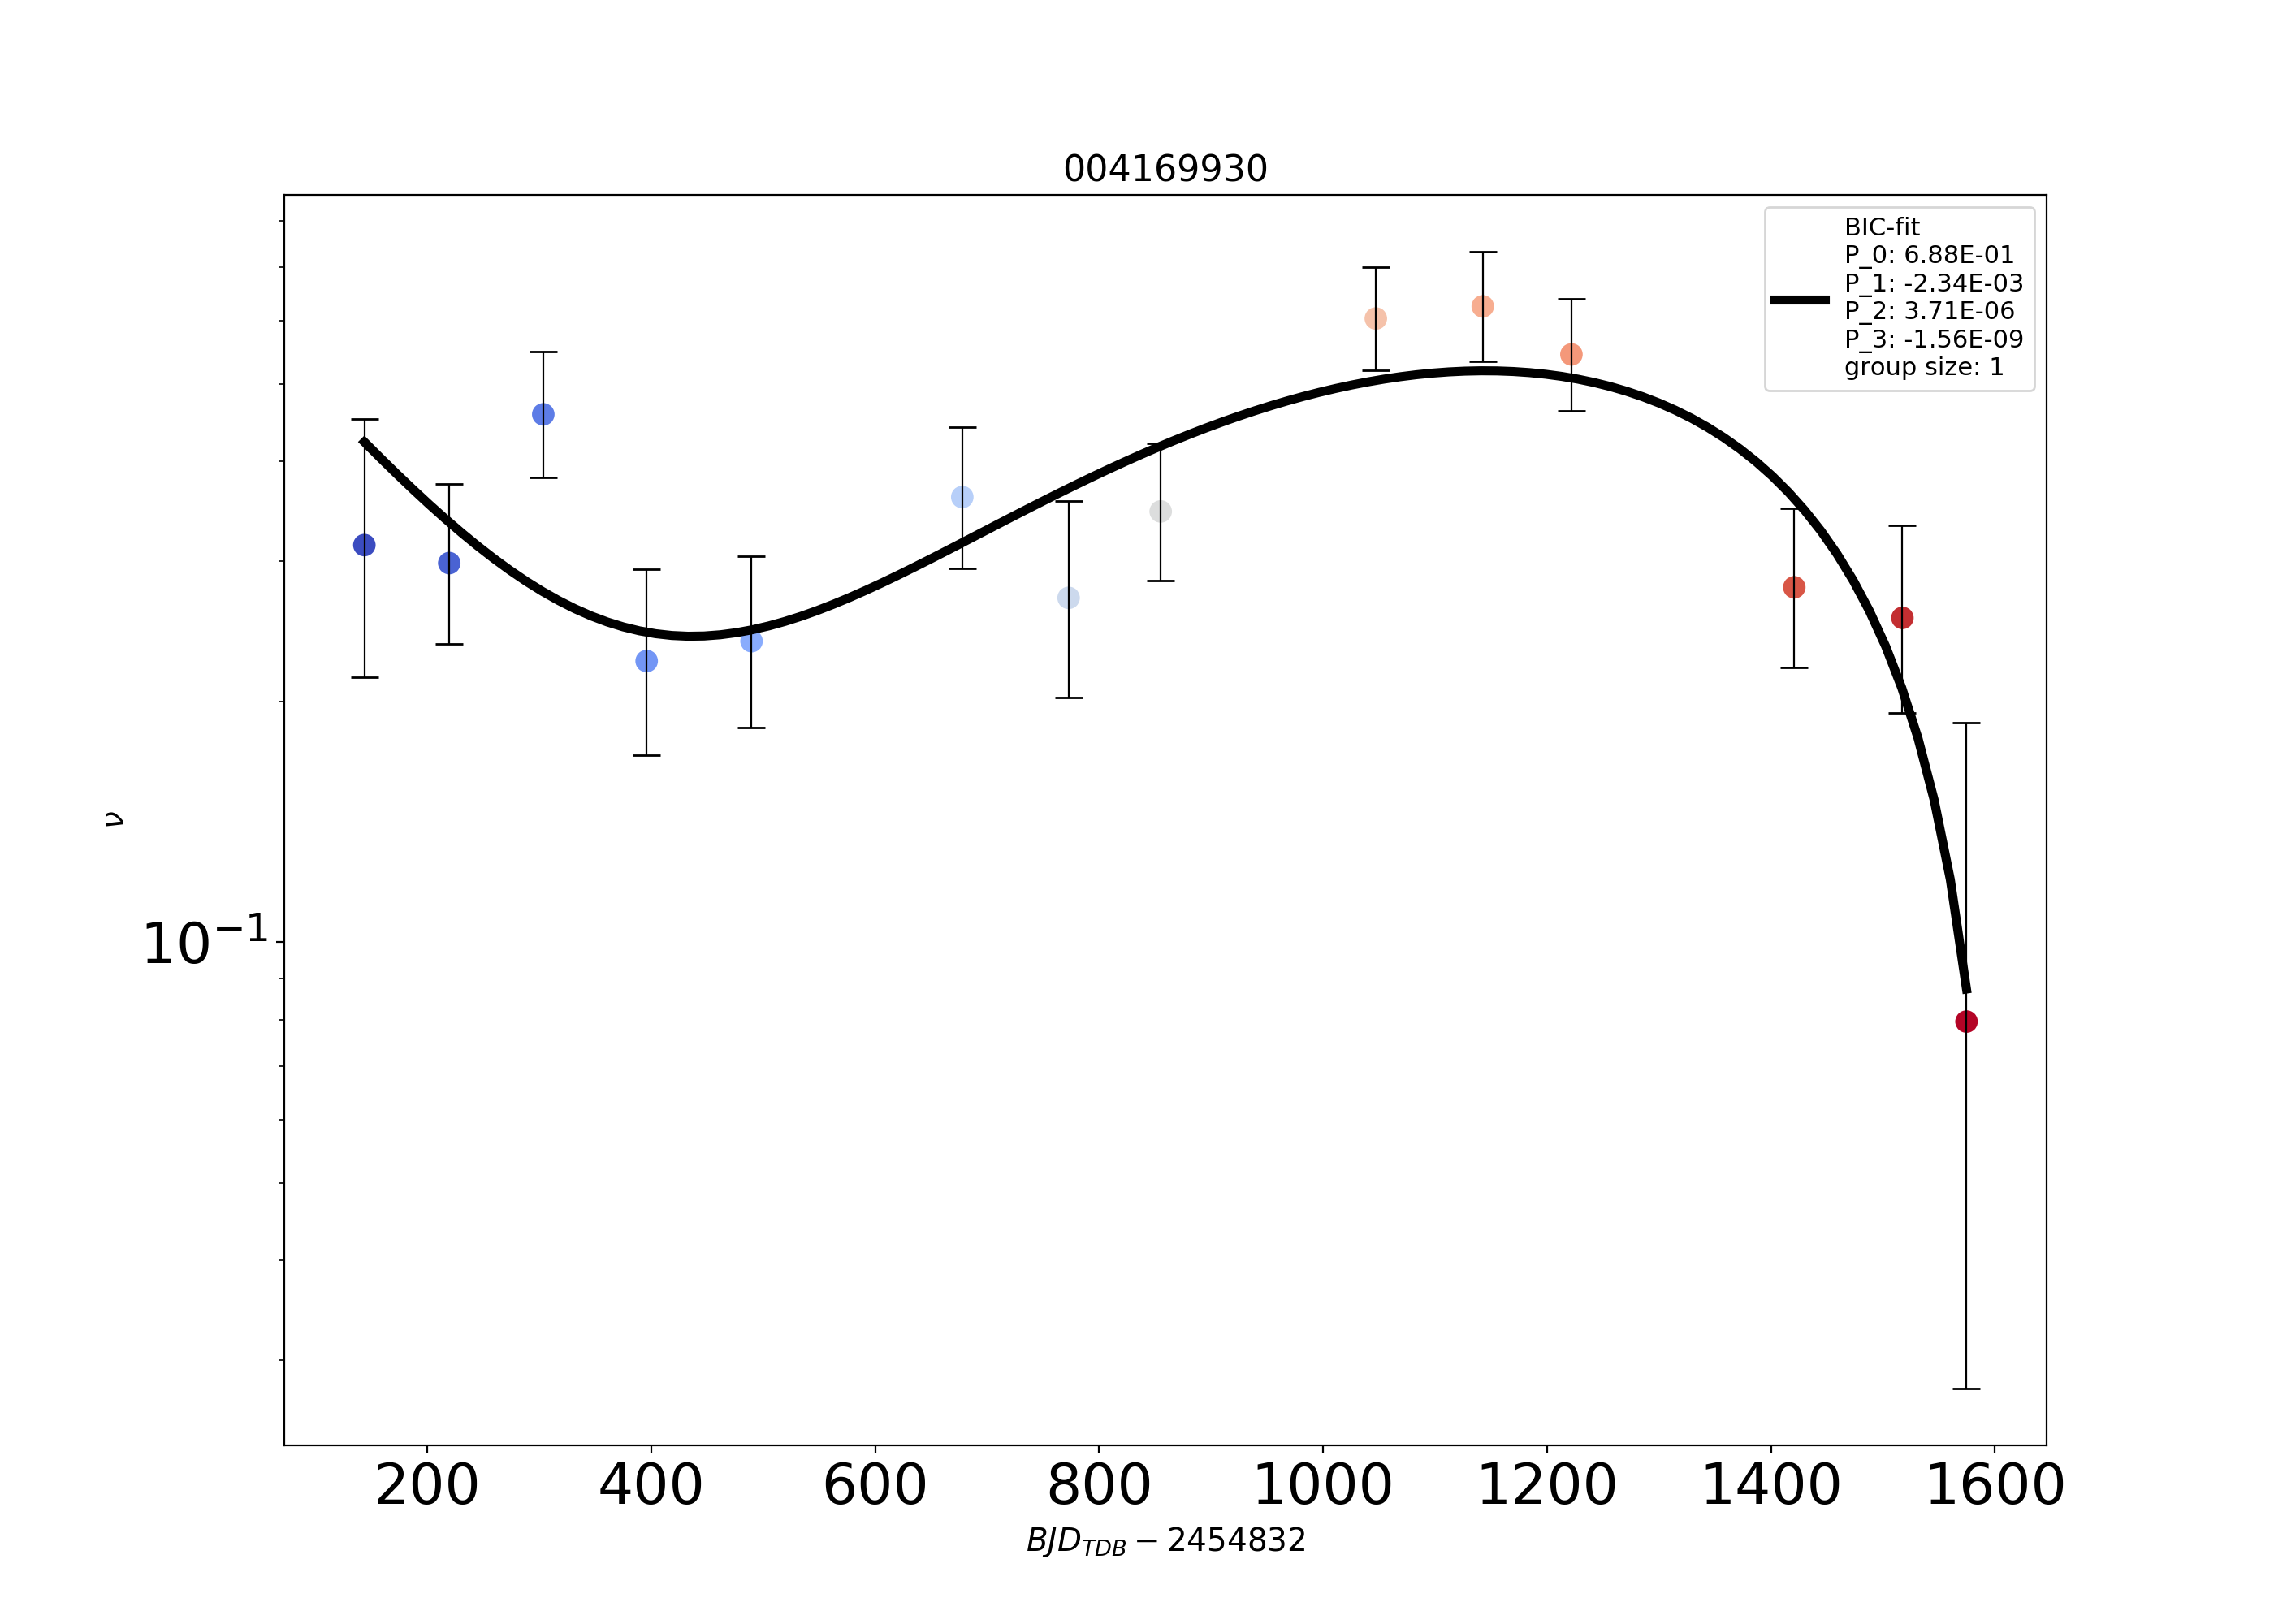 004169930
BIC-fit
P_0: 6.88E-01
P_1: -2.34E-03
P_2: 3.71E-06
P_3: -1.56E-09
group size: 1
ν
10⁻¹
200 400 600 800 1000 1200 1400 1600
BJD_TDB − 2454832